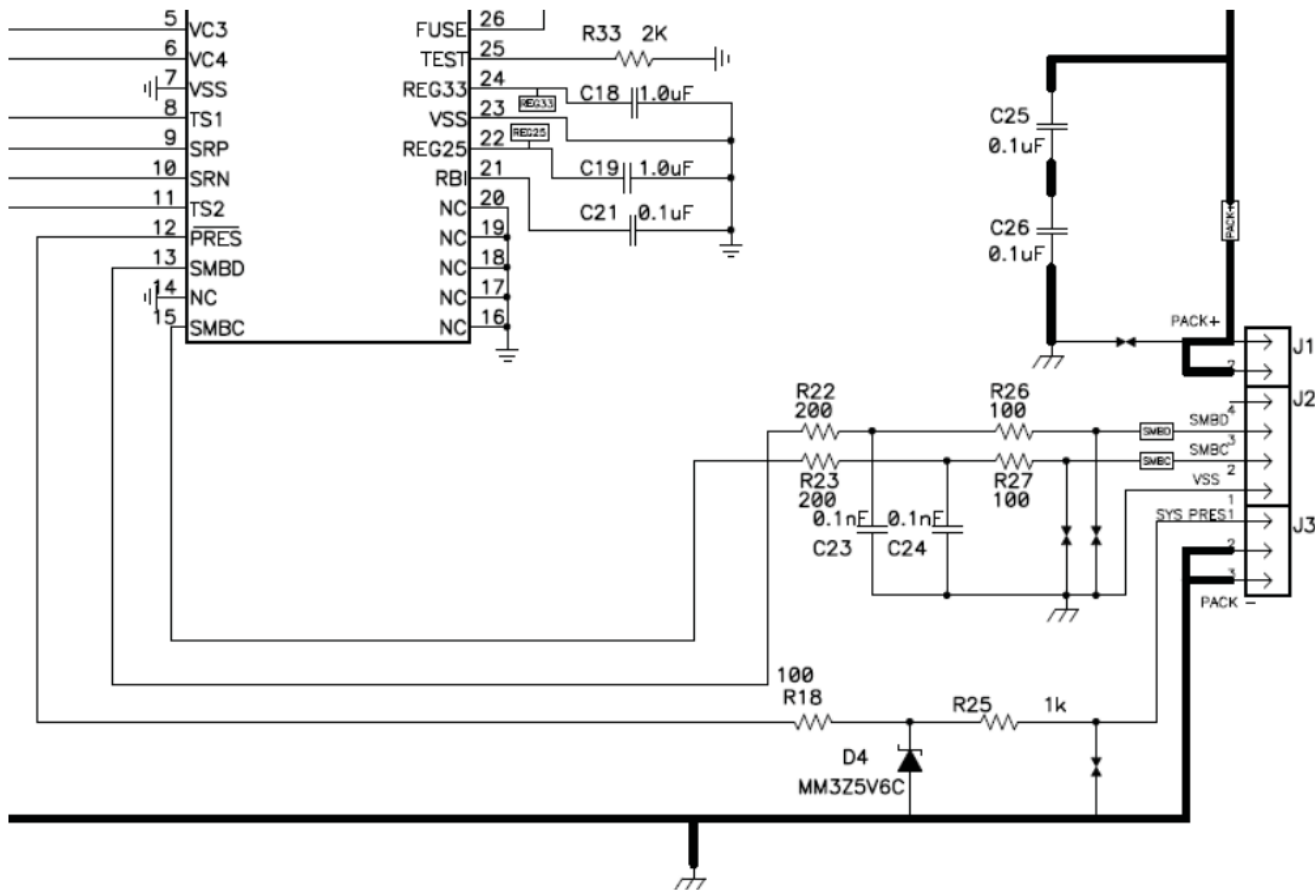 5 VC3
6 VC4
7 VSS
8 TS1
9 SRP
10 SRN
11 TS2
12 PRES
13 SMBD
14 NC
15 SMBC
FUSE 26
TEST 25
REG33 24
VSS 23
REG25 22
RBI 21
NC 20
NC 19
NC 18
NC 17
NC 16
R33 2K
REG33
C18 1.0uF
REG25
C19 1.0uF
C21 0.1uF
C25
0.1uF
C26
0.1uF
PACK+
PACK+
J1
2
J2
4
SMBD
SMBD
3
SMBC
SMBC
2
VSS
1
R22
200
R26
100
R23
200
R27
100
0.1nF
C23
0.1nF
C24
SYS PRES1
J3
2
3
PACK -
100
R18
R25 1k
D4
MM3Z5V6C